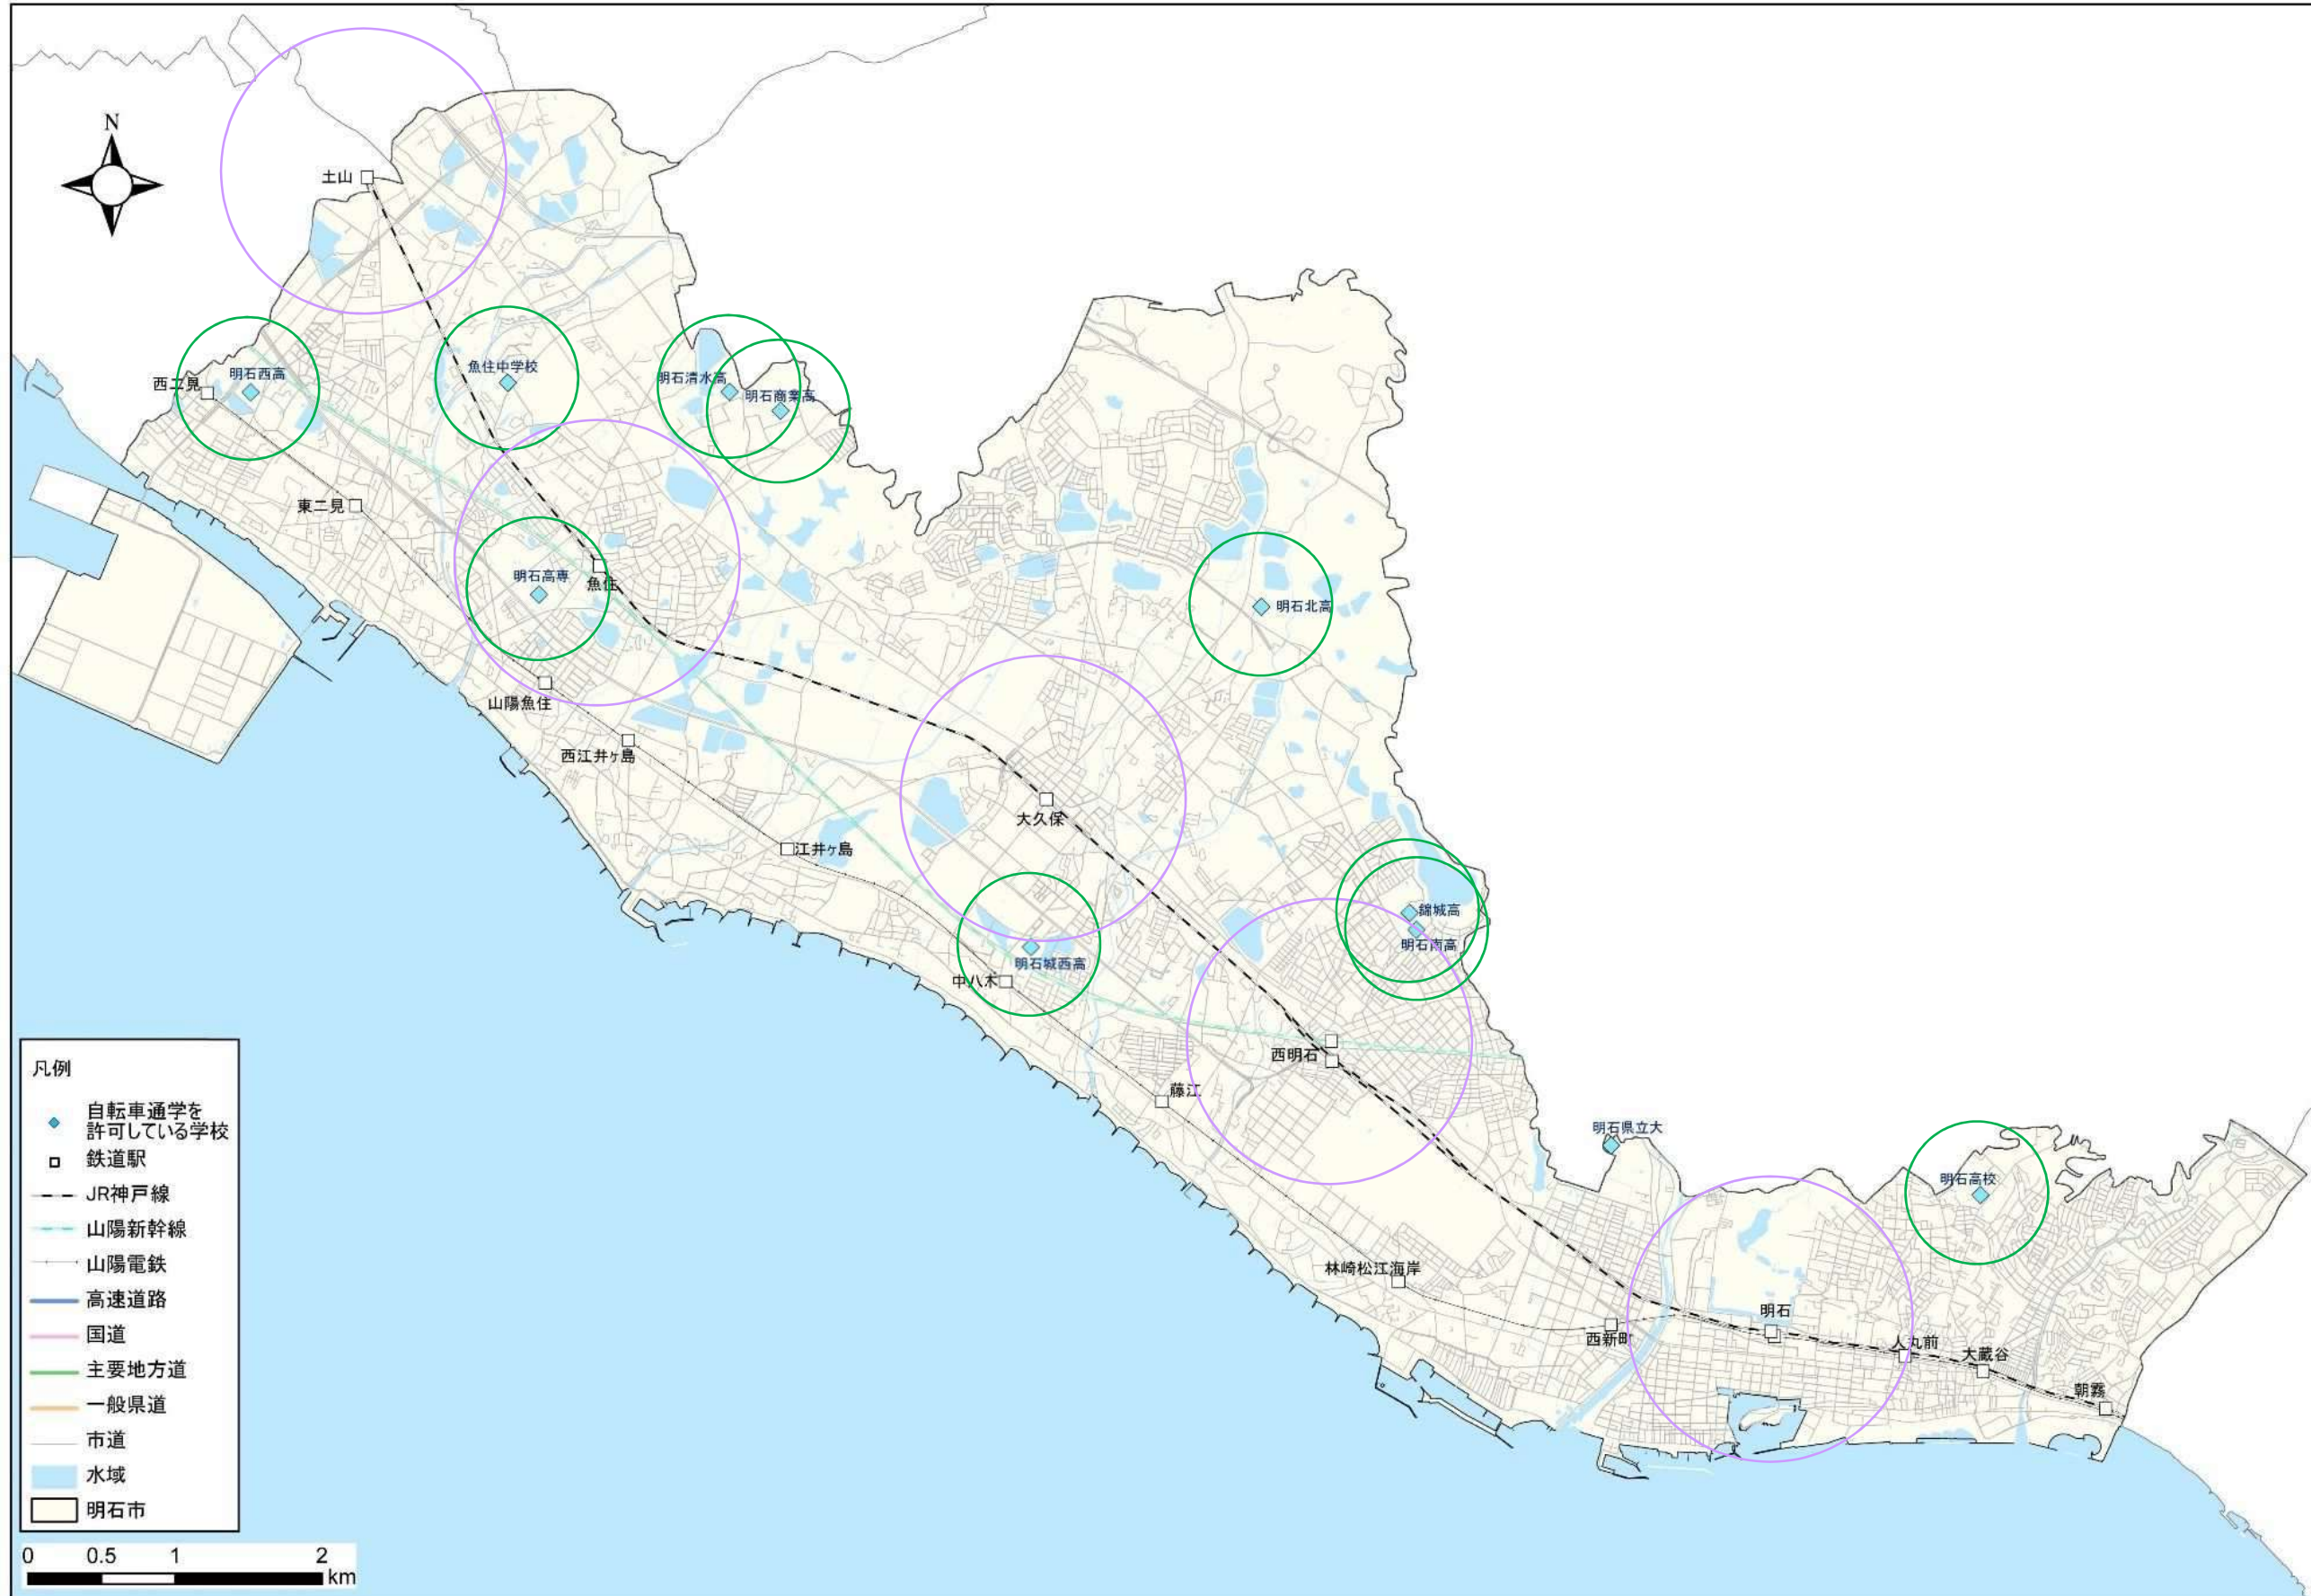 N
土山
西二見
明石西高
魚住中学校
明石清水高
明石商業高
東二見
明石高専
魚住
明石北高
山陽魚住
西江井ヶ島
大久保
江井ヶ島
錦城高
明石南高
明石城西高
中八木
西明石
藤江
明石県立大
明石高校
林崎松江海岸
明石
西新町
人丸前
大蔵谷
朝霧
凡例
自転車通学を
許可している学校
鉄道駅
JR神戸線
山陽新幹線
山陽電鉄
高速道路
国道
主要地方道
一般県道
市道
水域
明石市
0 0.5 1 2
km